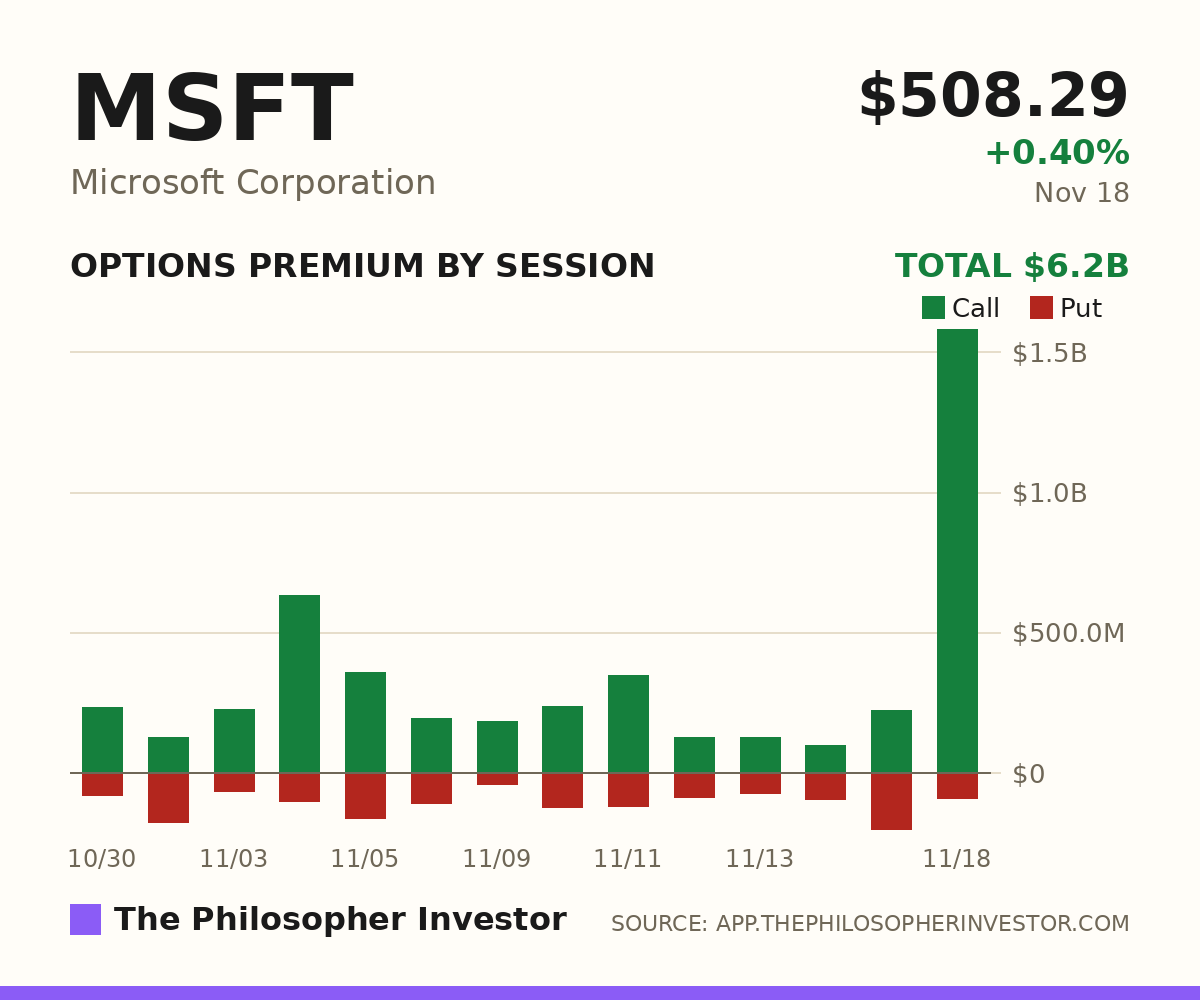 MSFT
$508.29
Microsoft Corporation
+0.40%
Nov 18
OPTIONS PREMIUM BY SESSION
TOTAL $6.2B
Call
Put
$1.5B
$1.0B
$500.0M
$0
10/30
11/03
11/05
11/09
11/11
11/13
11/18
The Philosopher Investor
SOURCE: APP.THEPHILOSOPHERINVESTOR.COM